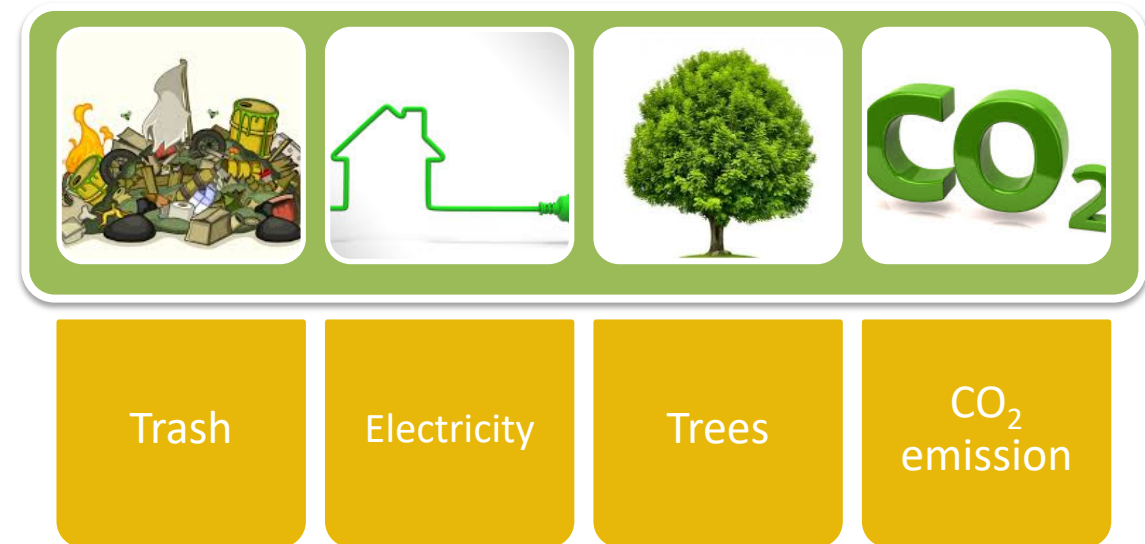 CO₂
Trash
Electricity
Trees
CO₂
emission